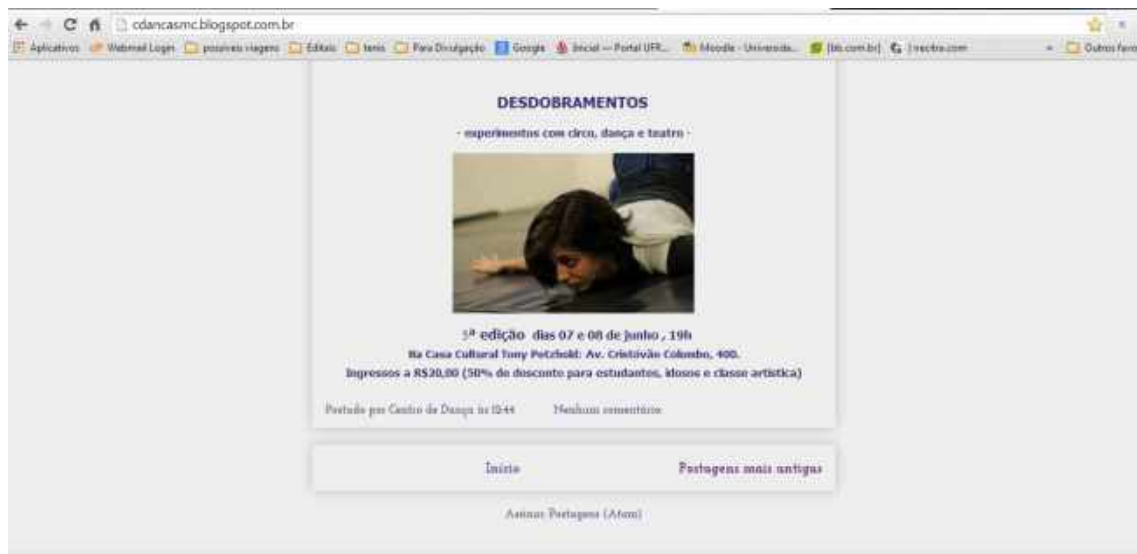 cdancasmc.blogspot.com.br
Aplicativos Webmail Login possiveis viagens Editais tenis Para Divulgação Google Inicial — Portal UFR... Moodle - Universida... [bb.com.br] Outros favo
DESDOBRAMENTOS
- experimentos com circo, dança e teatro -
5ª edição dias 07 e 08 de junho , 19h
Na Casa Cultural Tony Petzhold: Av. Cristóvão Colombo, 400.
Ingressos a R$20,00 (50% de desconto para estudantes, idosos e classe artística)
Postado por Centro de Dança às 12:44 Nenhum comentário:
Início Postagens mais antigas
Assinar: Postagens (Atom)